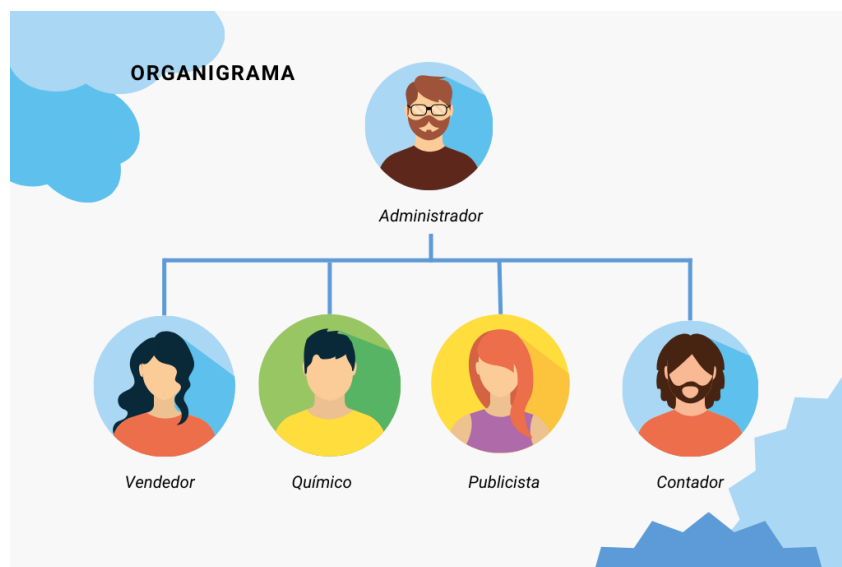 ORGANIGRAMA
Administrador
Vendedor
Químico
Publicista
Contador